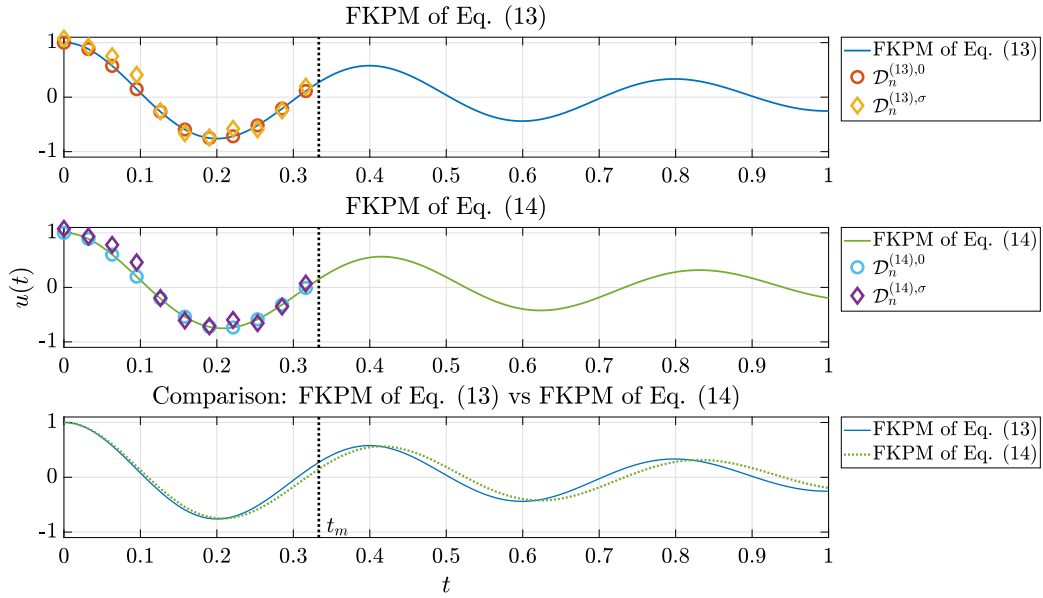 FKPM of Eq. (13)
1
0
-1
0 0.1 0.2 0.3 0.4 0.5 0.6 0.7 0.8 0.9 1
FKPM of Eq. (13)
𝒟ₙ^{(13),0}
𝒟ₙ^{(13),σ}
FKPM of Eq. (14)
1
0
-1
u(t)
0 0.1 0.2 0.3 0.4 0.5 0.6 0.7 0.8 0.9 1
FKPM of Eq. (14)
𝒟ₙ^{(14),0}
𝒟ₙ^{(14),σ}
Comparison: FKPM of Eq. (13) vs FKPM of Eq. (14)
1
0
-1
t_m
0 0.1 0.2 0.3 0.4 0.5 0.6 0.7 0.8 0.9 1
t
FKPM of Eq. (13)
FKPM of Eq. (14)